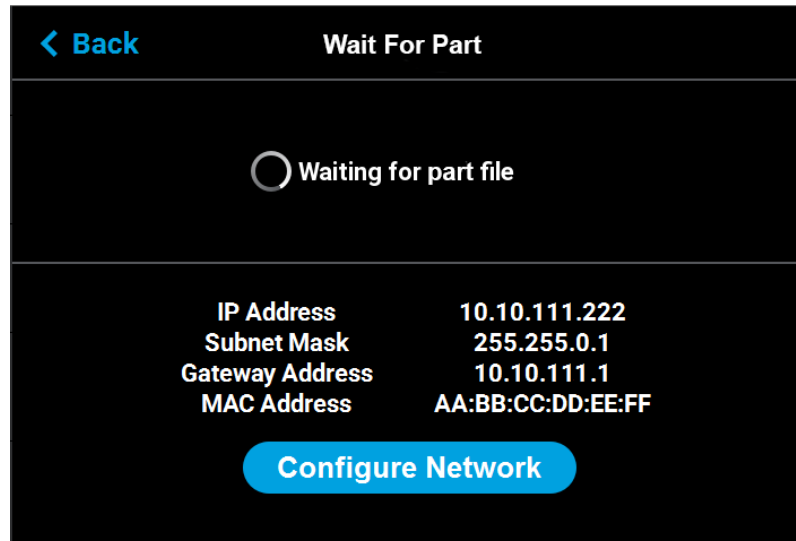 Back
Wait For Part
Waiting for part file
IP Address 10.10.111.222
Subnet Mask 255.255.0.1
Gateway Address 10.10.111.1
MAC Address AA:BB:CC:DD:EE:FF
Configure Network